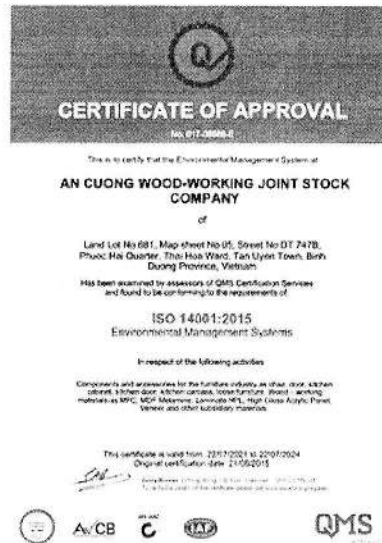 CERTIFICATE OF APPROVAL
This is to certify that the Environmental Management System at
AN CUONG WOOD-WORKING JOINT STOCK
COMPANY
of
Land Lot No 681, Map sheet No 05, Street No DT 747B,
Phuoc Hai Quarter, Thai Hoa Ward, Tan Uyen Town, Binh
Duong Province, Vietnam
Has been examined by assessors of QMS Certification Services
and found to be conforming to the requirements of
ISO 14001:2015
Environmental Management Systems
In respect of the following activities
Components and accessories for the furniture industry as chair, door, kitchen
cabinet, kitchen door, kitchen carcass, loose furniture, Wood - working
materials as MFC, MDF Melamine, Laminate HPL, High Gloss Acrylic Panel,
Veneer and other subsidiary materials
This certificate is valid from: 22/07/2021 to 22/07/2024
Original certification date: 21/08/2015
QMS